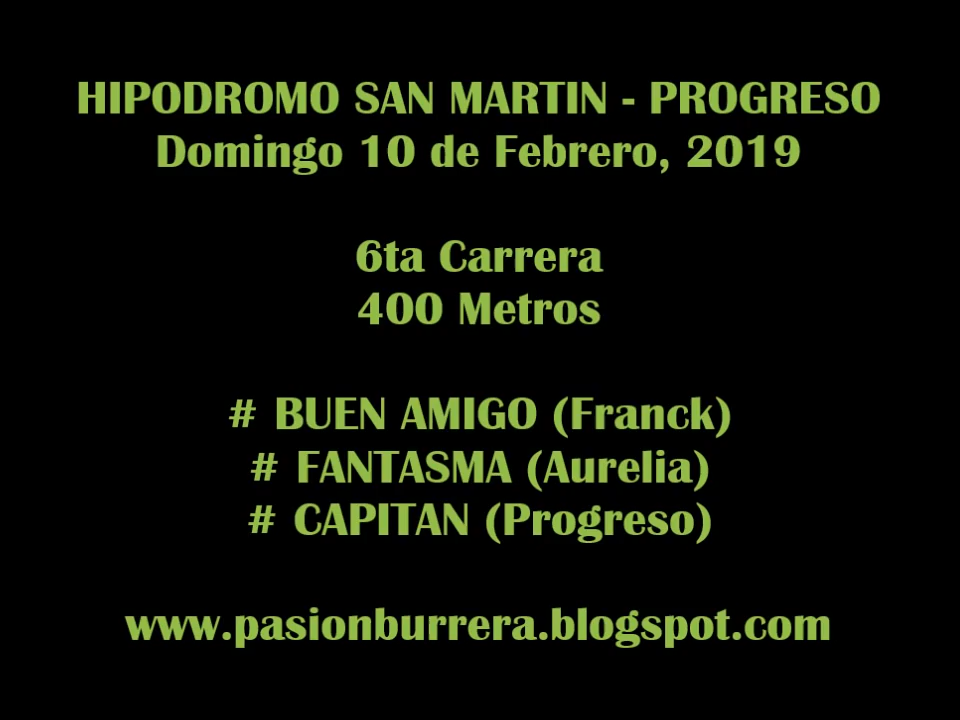 HIPODROMO SAN MARTIN - PROGRESO
Domingo 10 de Febrero, 2019
6ta Carrera
400 Metros
# BUEN AMIGO (Franck)
# FANTASMA (Aurelia)
# CAPITAN (Progreso)
www.pasionburrera.blogspot.com